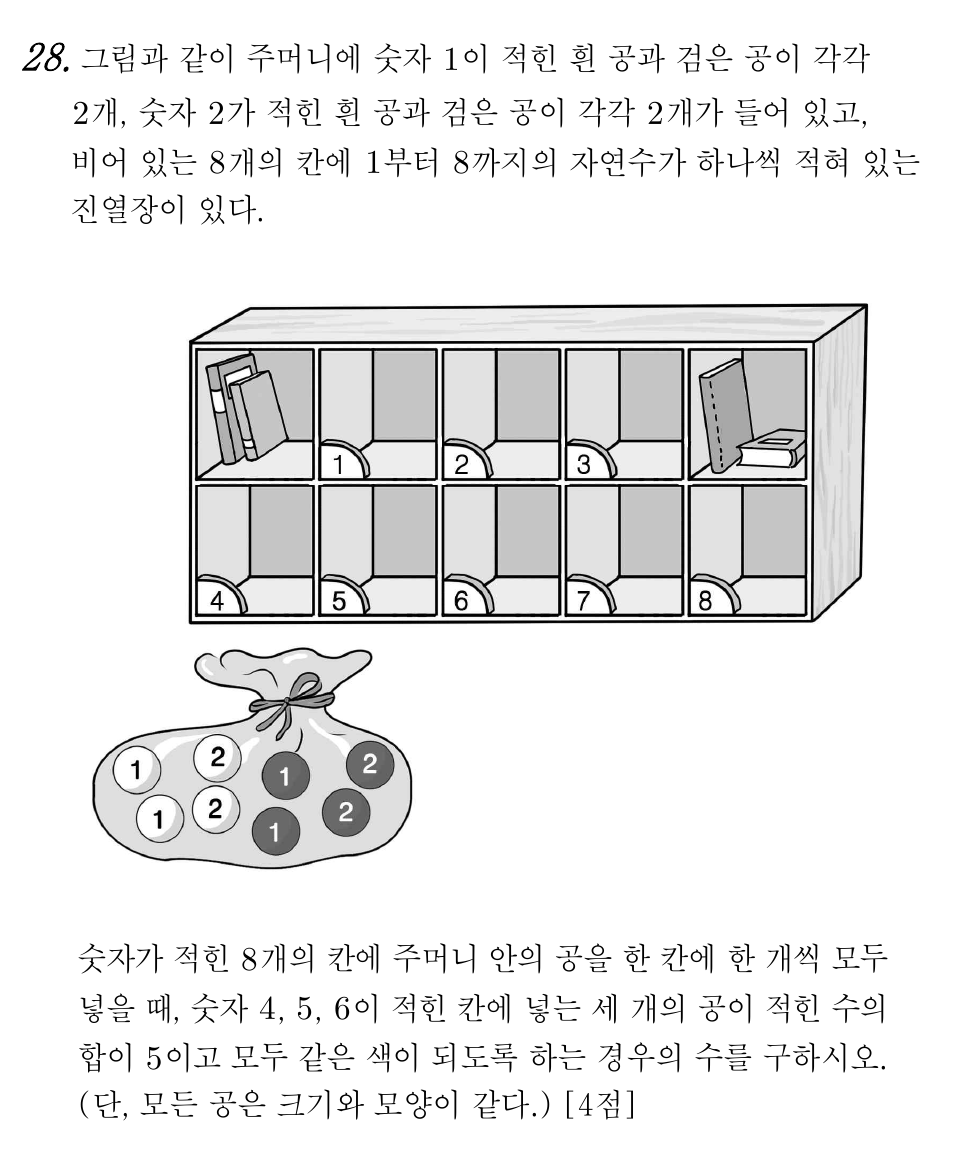 28. 그림과 같이 주머니에 숫자 1이 적힌 흰 공과 검은 공이 각각
2개, 숫자 2가 적힌 흰 공과 검은 공이 각각 2개가 들어 있고,
비어 있는 8개의 칸에 1부터 8까지의 자연수가 하나씩 적혀 있는
진열장이 있다.
1 2 3
4 5 6 7 8
1 2 1 2
1 2 1 2
숫자가 적힌 8개의 칸에 주머니 안의 공을 한 칸에 한 개씩 모두
넣을 때, 숫자 4, 5, 6이 적힌 칸에 넣는 세 개의 공이 적힌 수의
합이 5이고 모두 같은 색이 되도록 하는 경우의 수를 구하시오.
(단, 모든 공은 크기와 모양이 같다.) [4점]